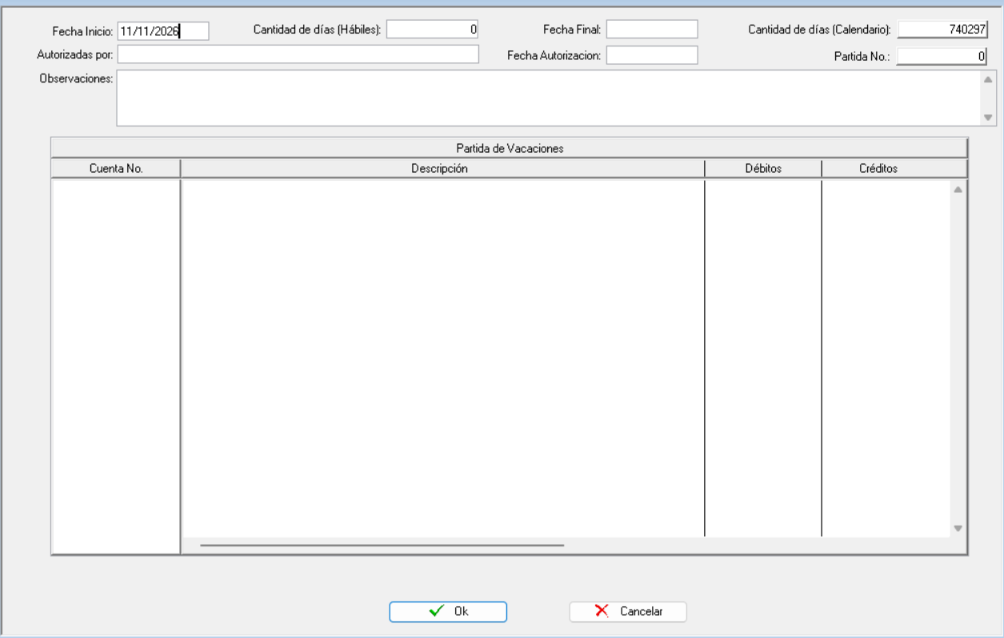 Fecha Inicio: 11/11/2026 Cantidad de días (Hábiles): 0 Fecha Final: Cantidad de días (Calendario): 740297
Autorizadas por: Fecha Autorizacion: Partida No.: 0
Observaciones:
Partida de Vacaciones
Cuenta No. Descripción Débitos Créditos
Ok Cancelar